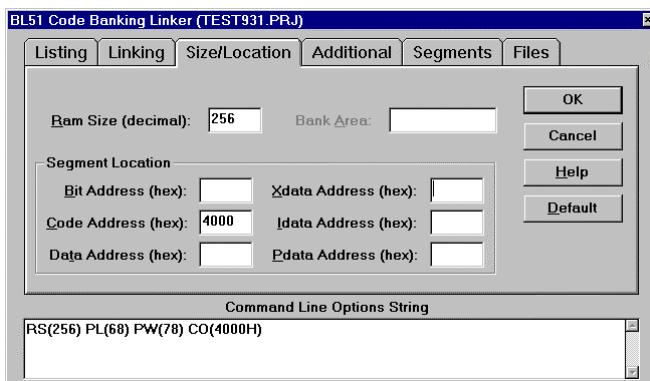 BL51 Code Banking Linker (TEST931.PRJ)
Listing Linking Size/Location Additional Segments Files
Ram Size (decimal): 256 Bank Area:
OK
Cancel
Help
Default
Segment Location
Bit Address (hex): Xdata Address (hex):
Code Address (hex): 4000 Idata Address (hex):
Data Address (hex): Pdata Address (hex):
Command Line Options String
RS(256) PL(68) PW(78) CO(4000H)